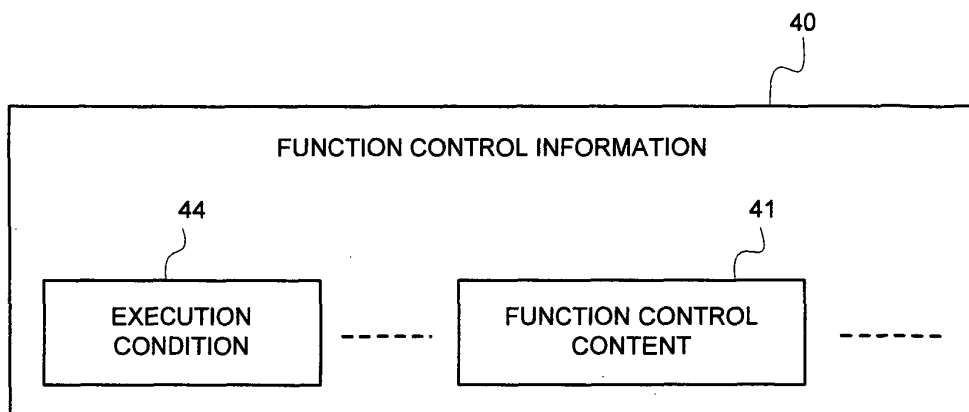 40
FUNCTION CONTROL INFORMATION
44
41
EXECUTION
CONDITION
FUNCTION CONTROL
CONTENT